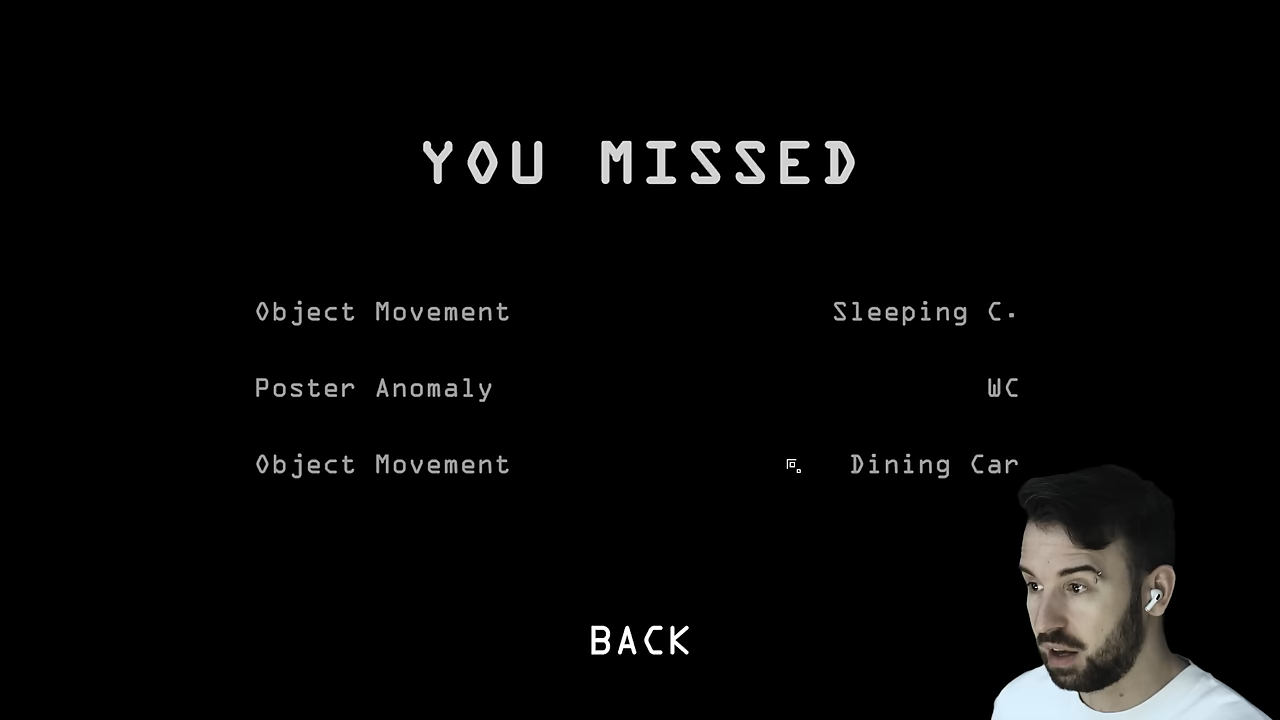 YOU MISSED
Object Movement Sleeping C.
Poster Anomaly WC
Object Movement Dining Car
BACK